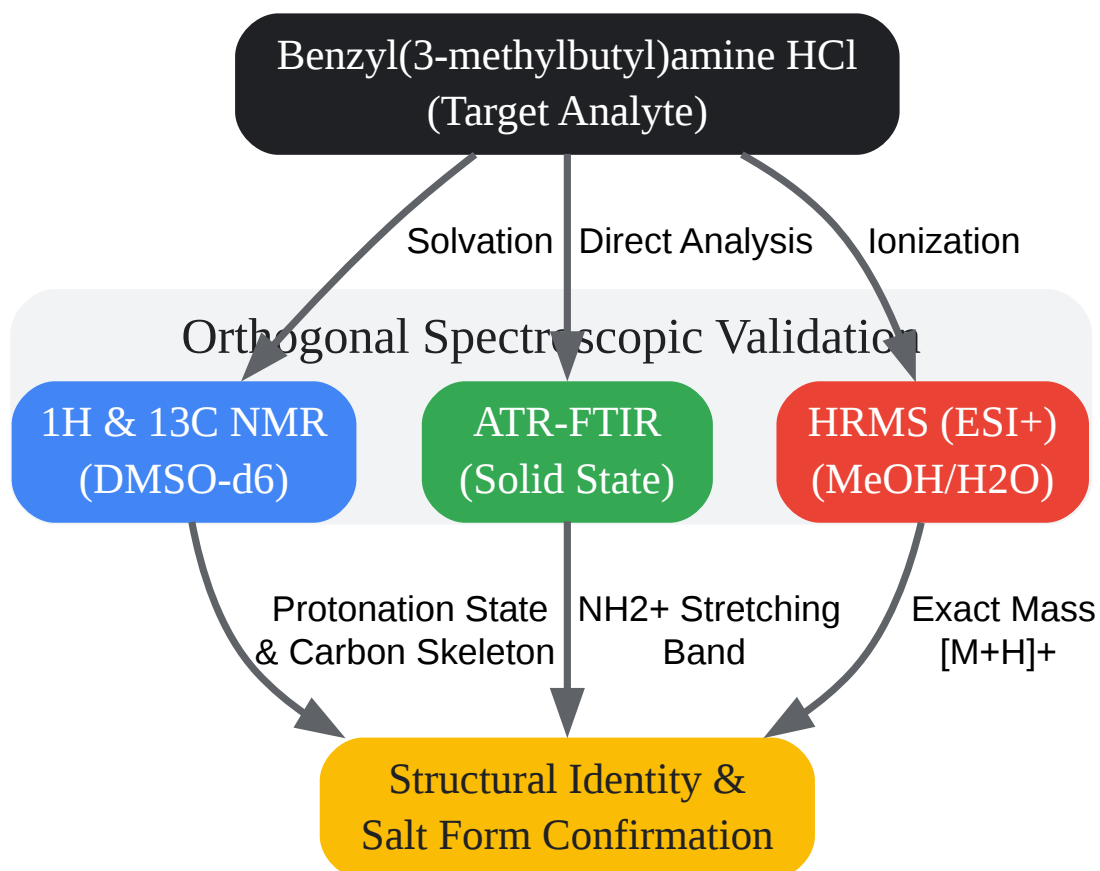 Benzyl(3-methylbutyl)amine HCl
(Target Analyte)
Solvation
Direct Analysis
Ionization
Orthogonal Spectroscopic Validation
1H & 13C NMR
(DMSO-d6)
ATR-FTIR
(Solid State)
HRMS (ESI+)
(MeOH/H2O)
Protonation State
& Carbon Skeleton
NH2+ Stretching
Band
Exact Mass
[M+H]+
Structural Identity &
Salt Form Confirmation